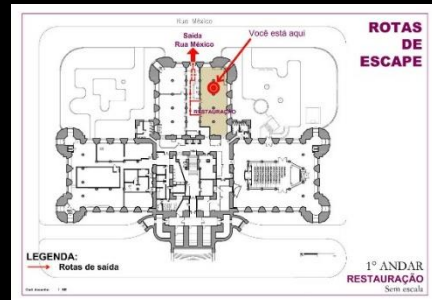 Rua México
Saída
Rua México
Você está aqui
ROTAS
DE
ESCAPE
RESTAURAÇÃO
LEGENDA:
Rotas de saída
1º ANDAR
RESTAURAÇÃO
Sem escala